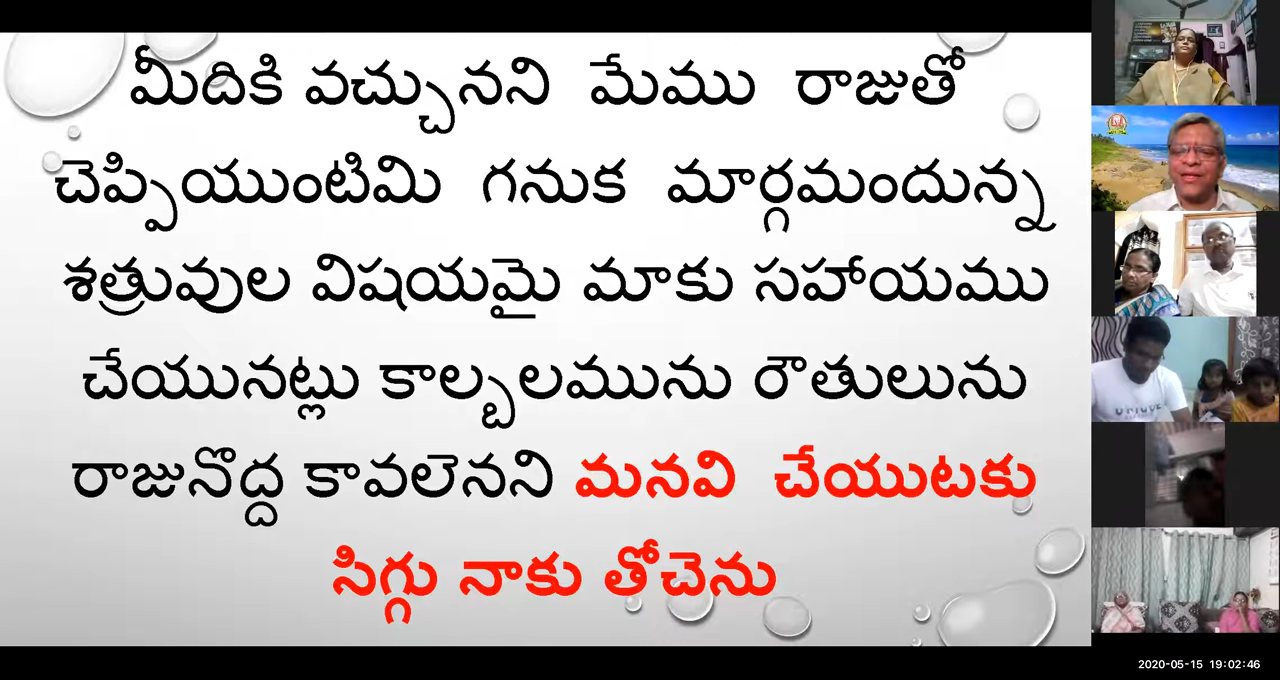 మీదికి వచ్చునని మేము రాజుతో
చెప్పియుంటిమి గనుక మార్గమందున్న
శత్రువుల విషయమై మాకు సహాయము
చేయునట్లు కాల్బలమును రౌతులును
రాజునొద్ద కావలెనని మనవి చేయుటకు
సిగ్గు నాకు తోచెను
UNIQUE
2020-05-15 19:02:46